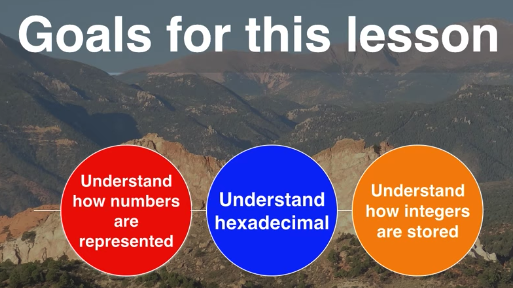 Goals for this lesson
Understand
how numbers
are
represented
Understand
hexadecimal
Understand
how integers
are stored